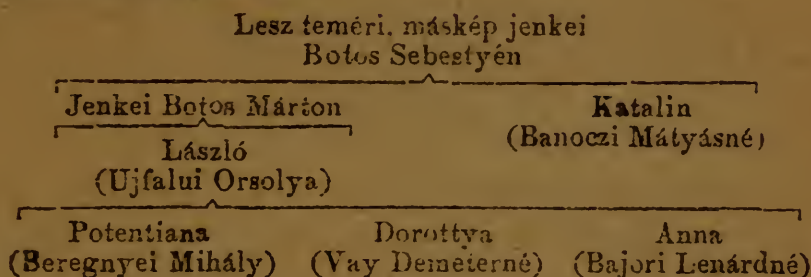 Lesz teméri. máskép jenkei
Botos Sebestyén
Jenkei Botos Márton Katalin
László (Banoczi Mátyásné)
(Ujfalui Orsolya)
Potentiana Dorottya Anna
(Beregnyei Mihály) (Vay Demeterné) (Bajori Lenárdné)